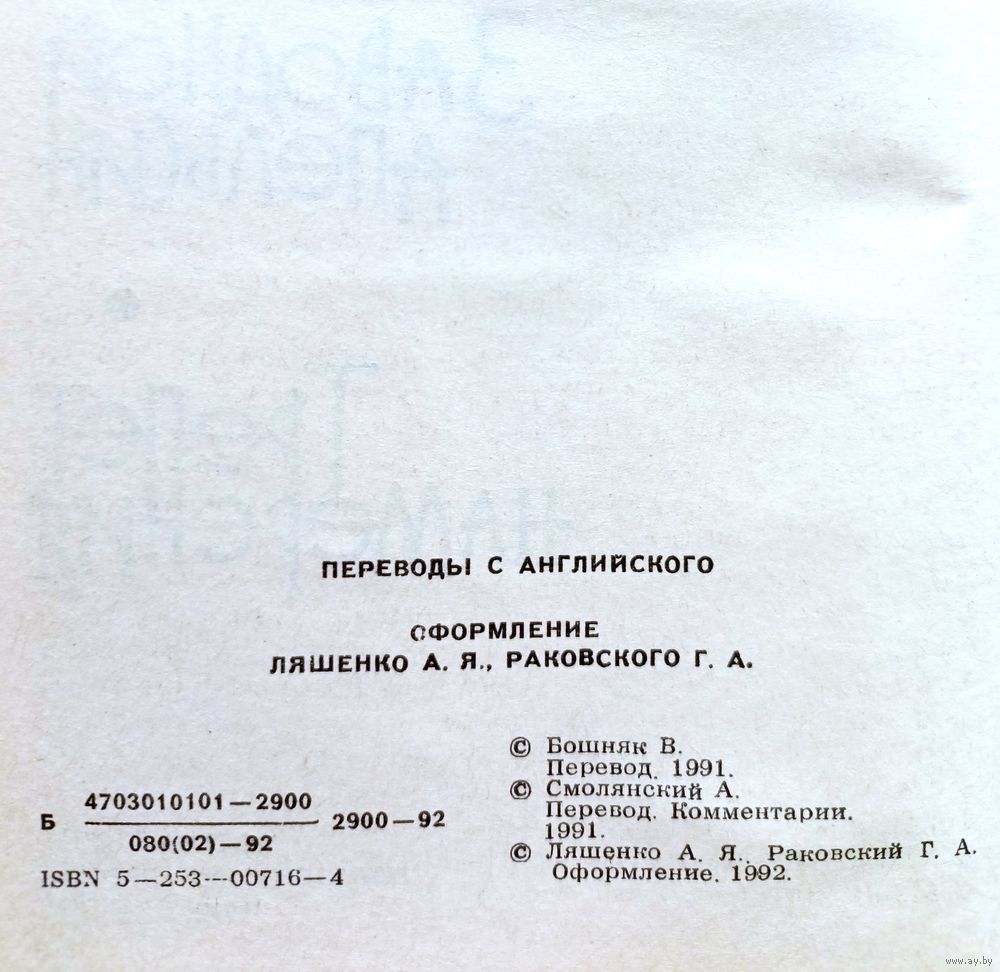 ПЕРЕВОДЫ С АНГЛИЙСКОГО
ОФОРМЛЕНИЕ
ЛЯШЕНКО А. Я., РАКОВСКОГО Г. А.
Б 4703010101—2900
080(02)—92
2900—92
ISBN 5—253—00716—4
© Бошняк В.
Перевод. 1991.
© Смолянский А.
Перевод. Комментарии.
1991.
© Ляшенко А. Я., Раковский Г. А.
Оформление. 1992.
www.ay.by